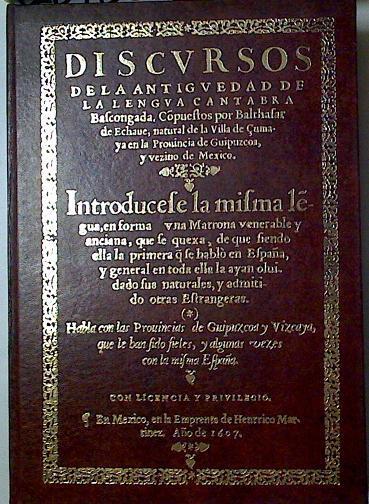 DISCVRSOS
DE LA ANTIGVEDAD DE
LA LENGVA CANTABRA
Bascongada. Cõpuestos por Balthasar
de Echaue, natural de la Villa de Çuma-
ya en la Prouincia de Guipuzcoa,
y vezino de Mexico.
Introducese la misma lẽ-
gua, en forma vna Matrona venerable y
anciana, que se quexa, de que siendo
ella la primera q̃ se hablò en España,
y general en toda ella la ayan olui-
dado sus naturales, y admiti-
do otras Estrangeras.
(*)
Habla con las Prouincias de Guipuzcoa y Vizcaya,
que le han sido fieles, y algunas vezes
con la misma España.
CON LICENCIA Y PRIVILEGIO.
¶ En Mexico, en la Emprenta de Henrrico Mar-
tinez. Año de 1607.